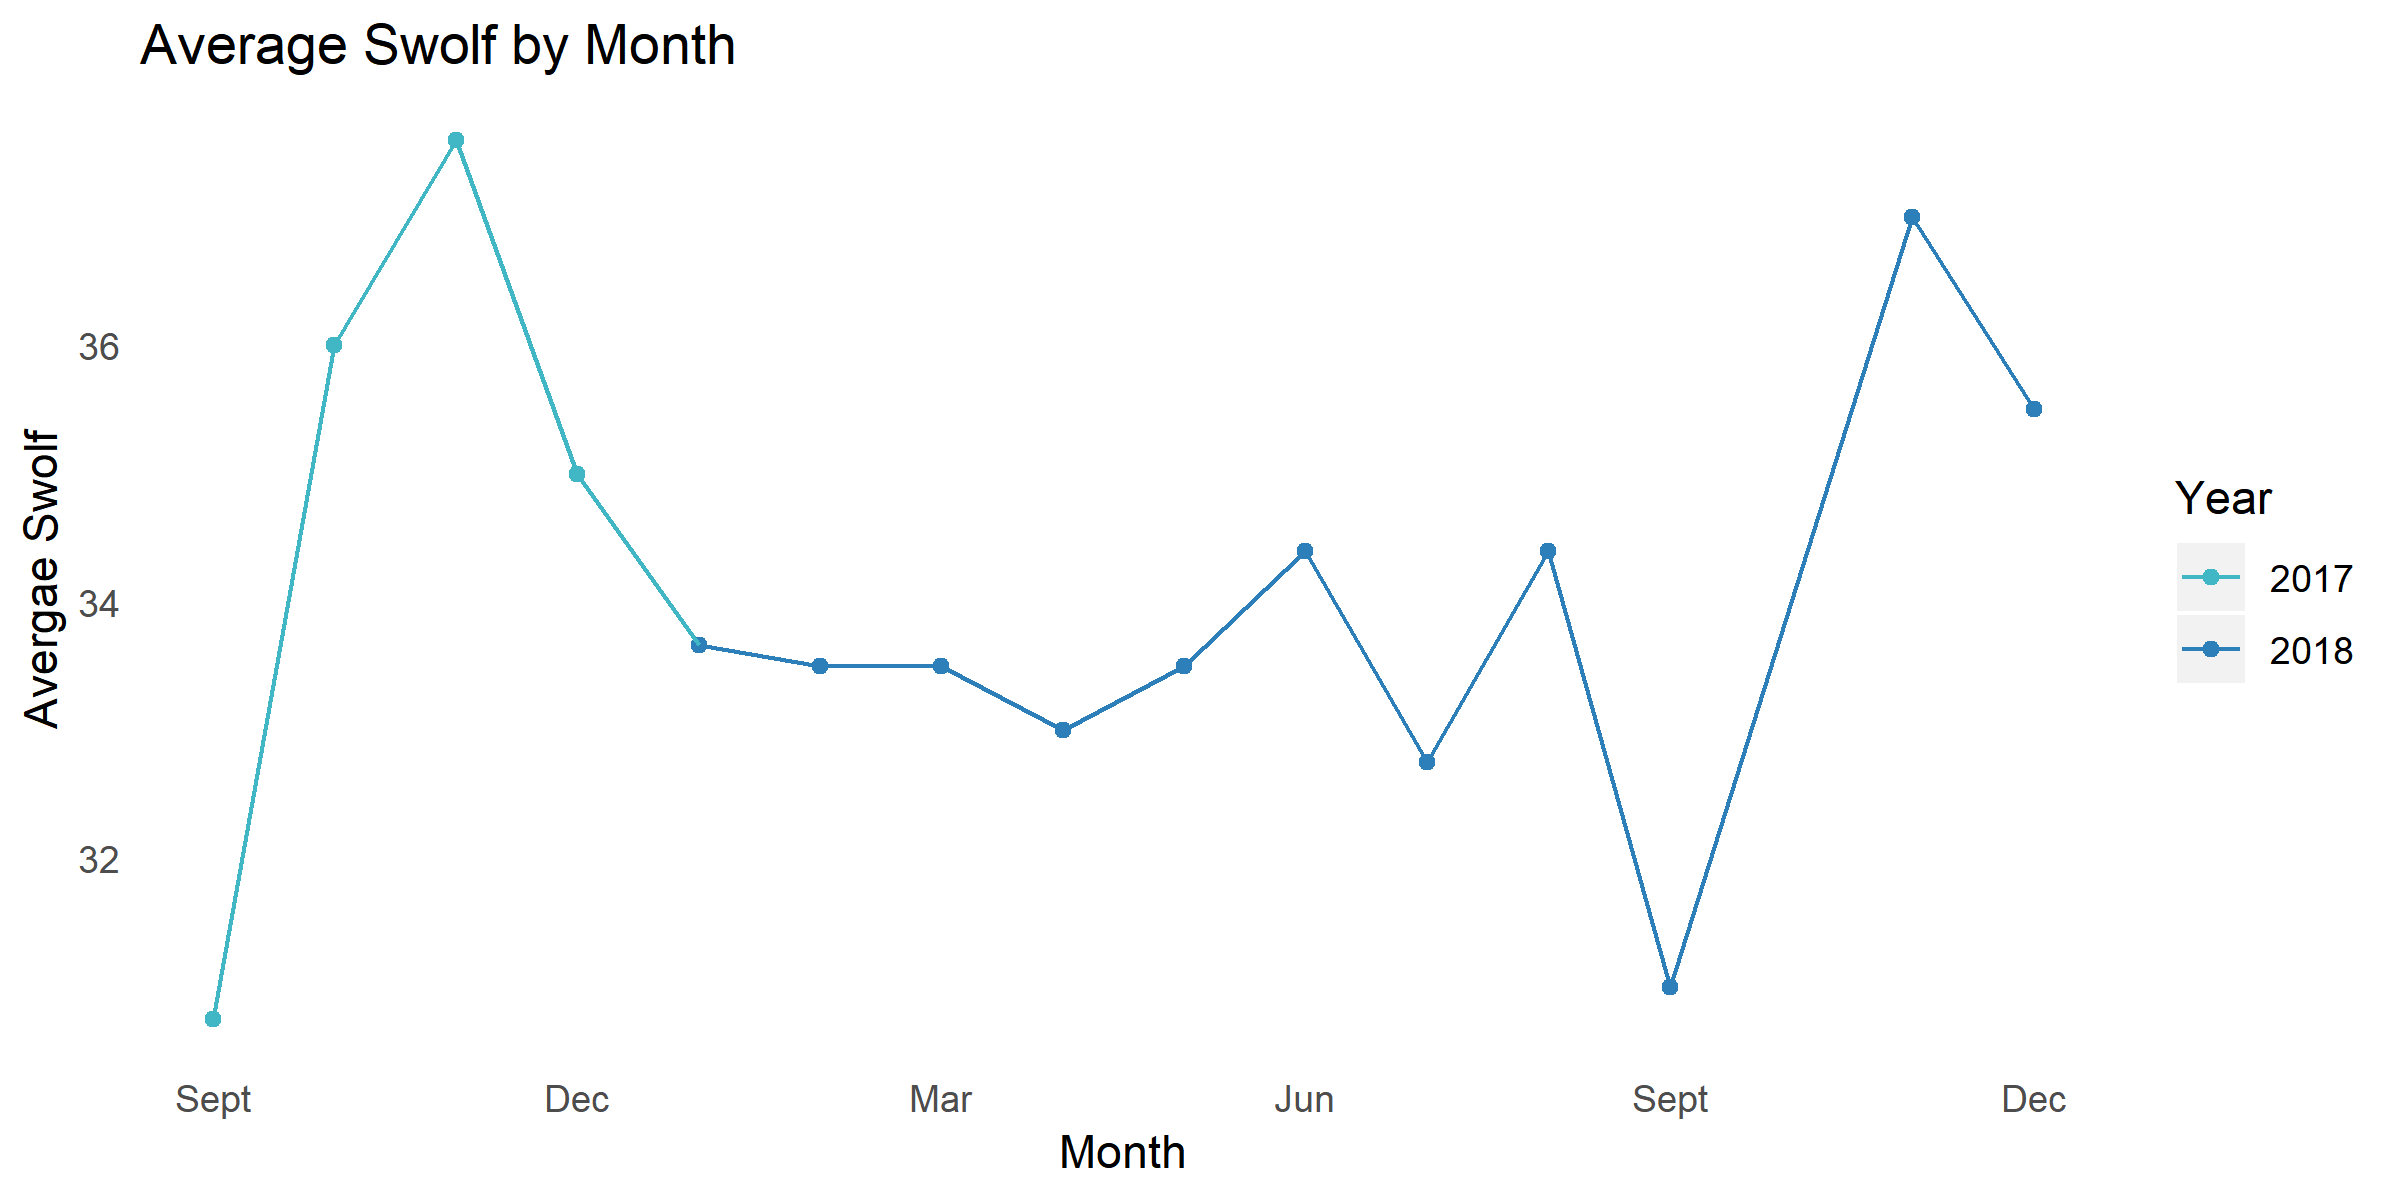 Average Swolf by Month
Avergae Swolf
36
34
32
Sept
Dec
Mar
Jun
Sept
Dec
Month
Year
2017
2018